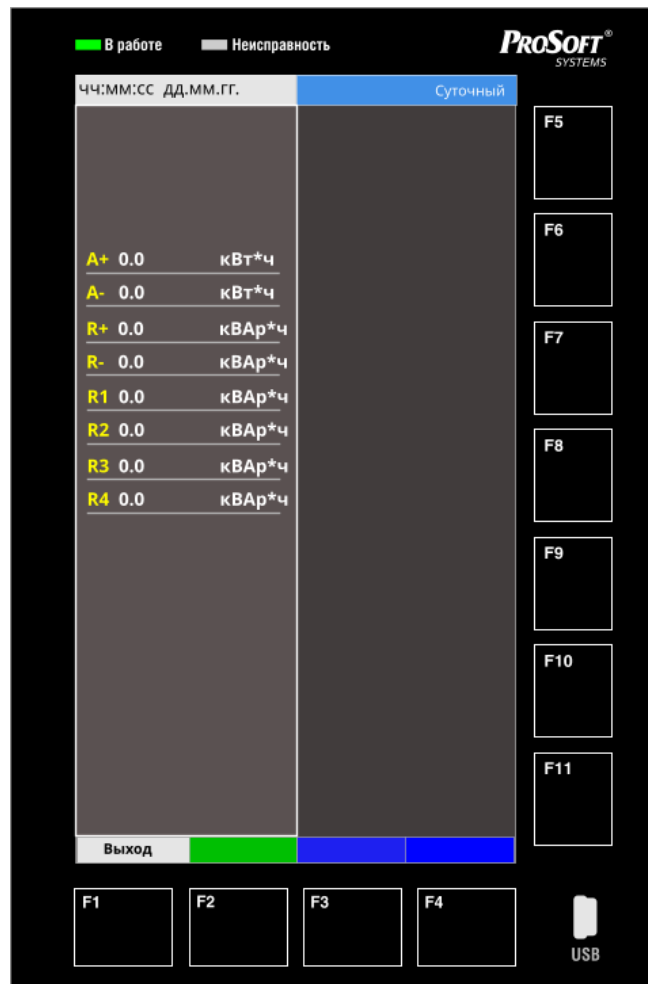 В работе Неисправность PROSOFT®
SYSTEMS
чч:мм:сс дд.мм.гг. Суточный
F5
F6
A+ 0.0 кВт*ч
A- 0.0 кВт*ч
R+ 0.0 кВАр*ч
F7
R- 0.0 кВАр*ч
R1 0.0 кВАр*ч
R2 0.0 кВАр*ч
F8
R3 0.0 кВАр*ч
R4 0.0 кВАр*ч
F9
F10
F11
Выход
F1 F2 F3 F4
USB